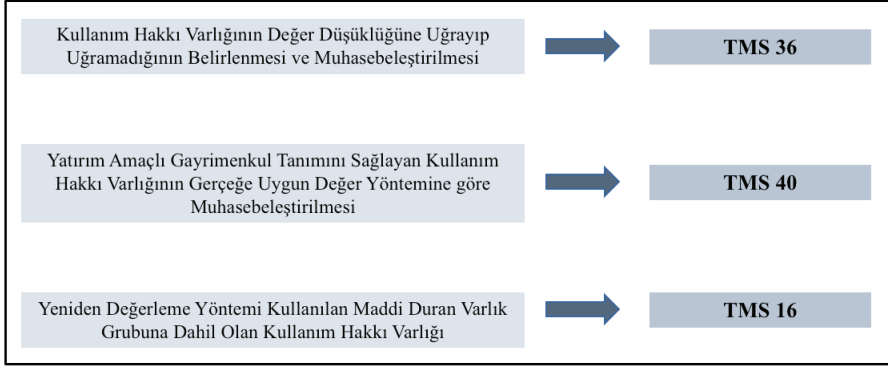 Kullanım Hakkı Varlığının Değer Düşüklüğüne Uğrayıp
Uğramadığının Belirlenmesi ve Muhasebeleştirilmesi
TMS 36
Yatırım Amaçlı Gayrimenkul Tanımını Sağlayan Kullanım
Hakkı Varlığının Gerçeğe Uygun Değer Yöntemine göre
Muhasebeleştirilmesi
TMS 40
Yeniden Değerleme Yöntemi Kullanılan Maddi Duran Varlık
Grubuna Dahil Olan Kullanım Hakkı Varlığı
TMS 16